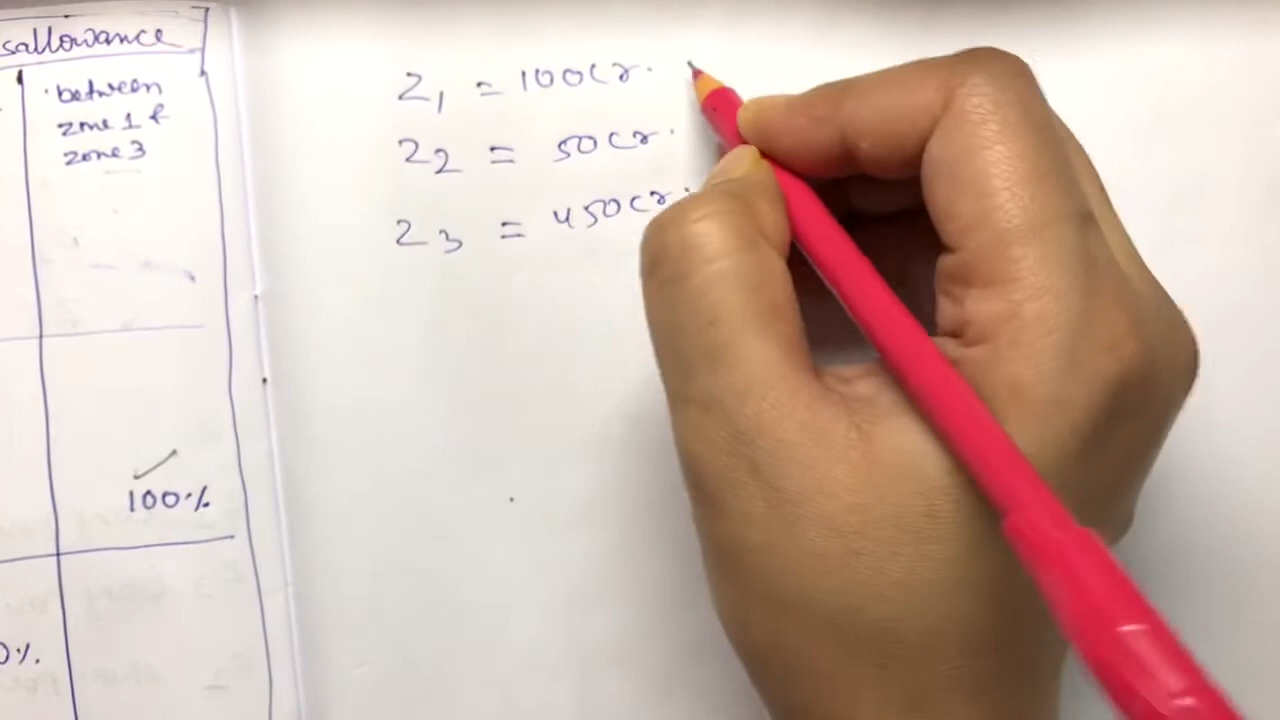 sallowance
between
zone 1 &
zone 3
100%
0%.
Z1 = 100Cr.
Z2 = 50Cr.
Z3 = 450Cr.